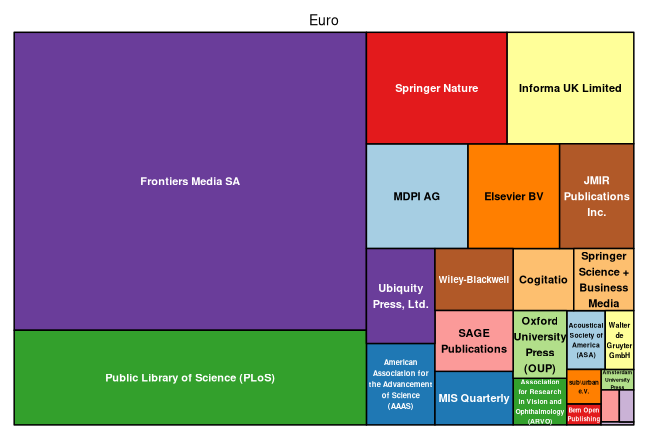 Euro
Frontiers Media SA
Public Library of Science (PLoS)
Springer Nature
Informa UK Limited
MDPI AG
Elsevier BV
JMIR
Publications
Inc.
Ubiquity
Press, Ltd.
American
Association for
the Advancement
of Science
(AAAS)
Wiley-Blackwell
SAGE
Publications
MIS Quarterly
Cogitatio
Springer
Science +
Business
Media
Oxford
University
Press
(OUP)
Association
for Research
in Vision and
Ophthalmology
(ARVO)
Acoustical
Society of
America
(ASA)
Walter
de
Gruyter
GmbH
sub\urban
e.V.
Bern Open
Publishing
Amsterdam
University
Press